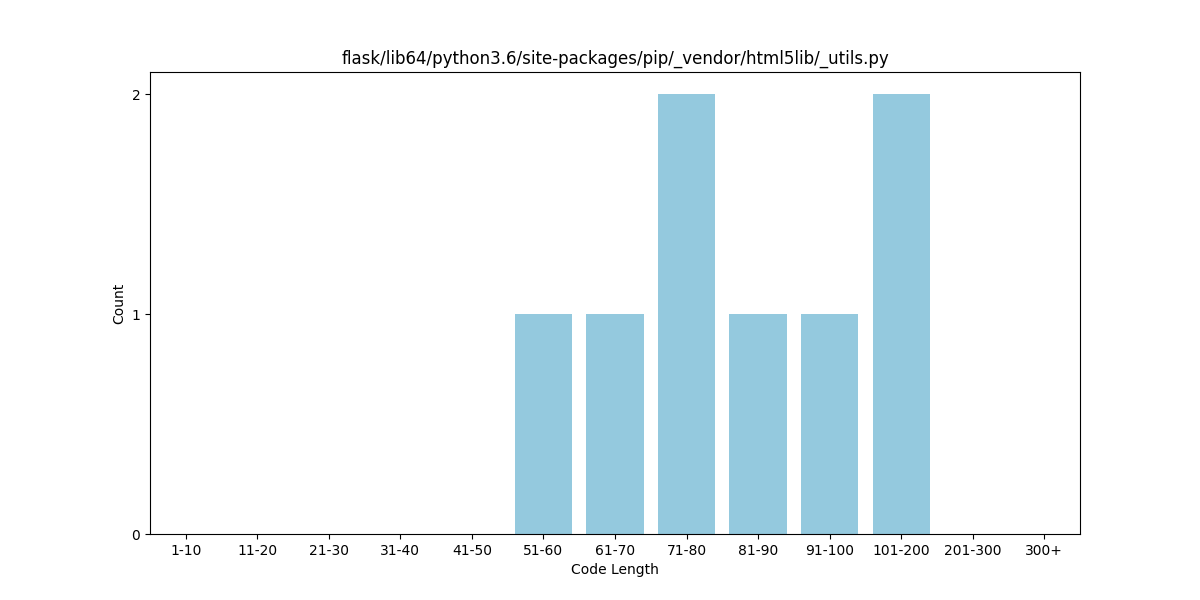 flask/lib64/python3.6/site-packages/pip/_vendor/html5lib/_utils.py
2
1
0
Count
1-10 11-20 21-30 31-40 41-50 51-60 61-70 71-80 81-90 91-100 101-200 201-300 300+
Code Length